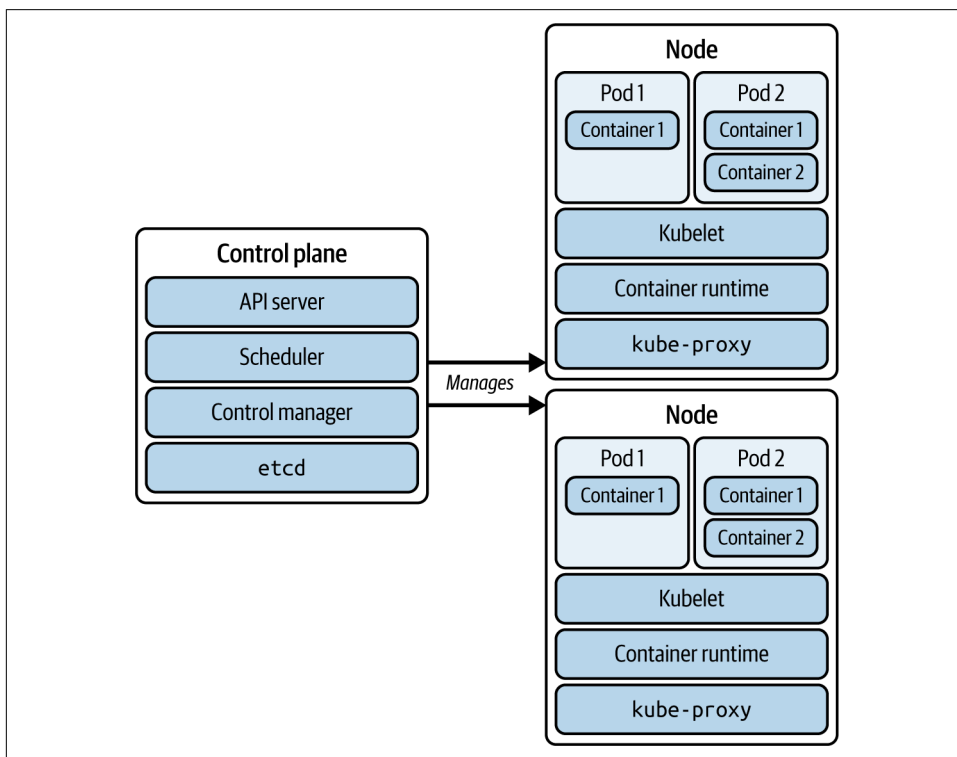 Control plane
API server
Scheduler
Control manager
etcd
Manages
Node
Pod 1
Container 1
Pod 2
Container 1
Container 2
Kubelet
Container runtime
kube-proxy
Node
Pod 1
Container 1
Pod 2
Container 1
Container 2
Kubelet
Container runtime
kube-proxy